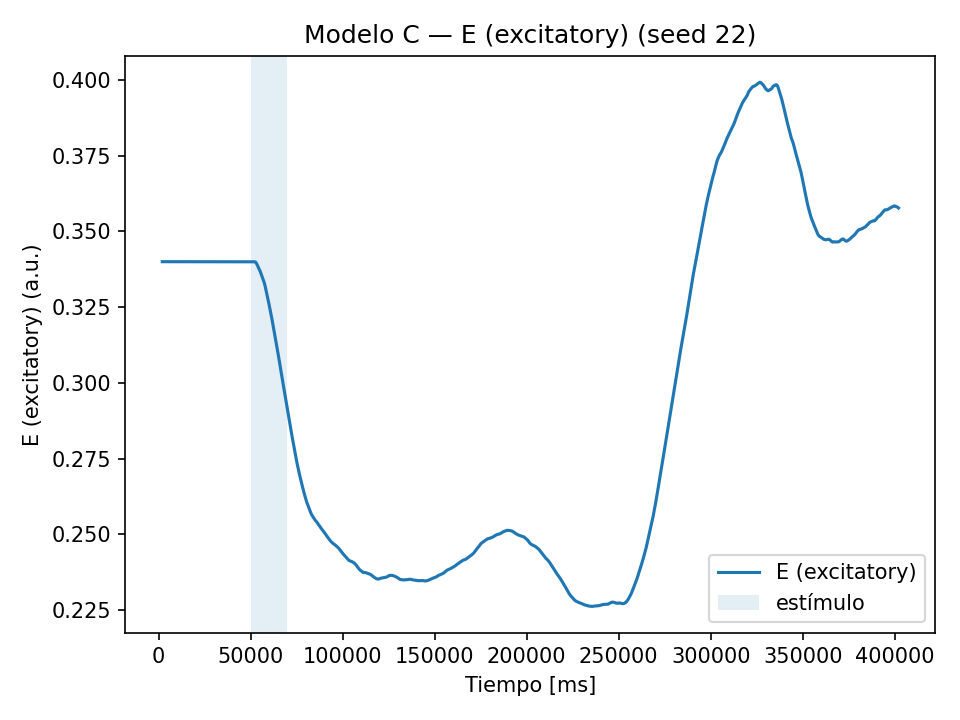 Modelo C — E (excitatory) (seed 22)
E (excitatory) (a.u.)
0.400
0.375
0.350
0.325
0.300
0.275
0.250
0.225
0 50000 100000 150000 200000 250000 300000 350000 400000
Tiempo [ms]
E (excitatory)
estímulo